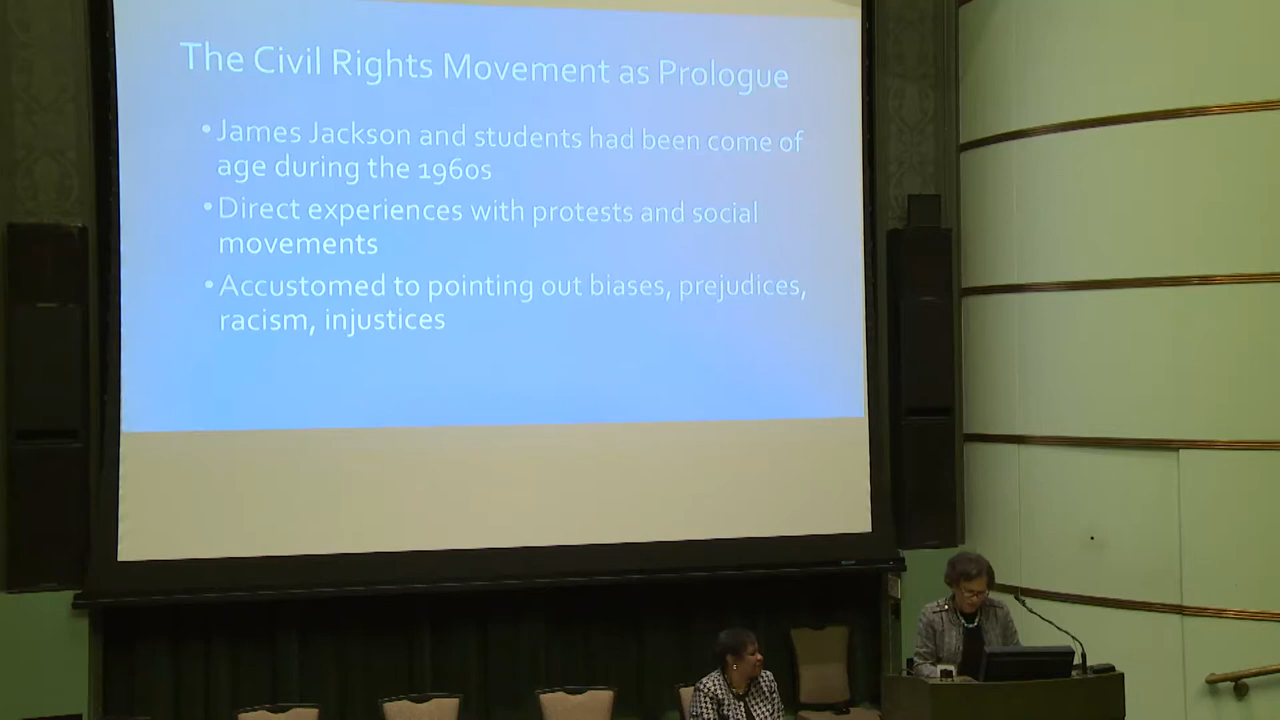 The Civil Rights Movement as Prologue
•James Jackson and students had been come of
age during the 1960s
•Direct experiences with protests and social
movements
•Accustomed to pointing out biases, prejudices,
racism, injustices